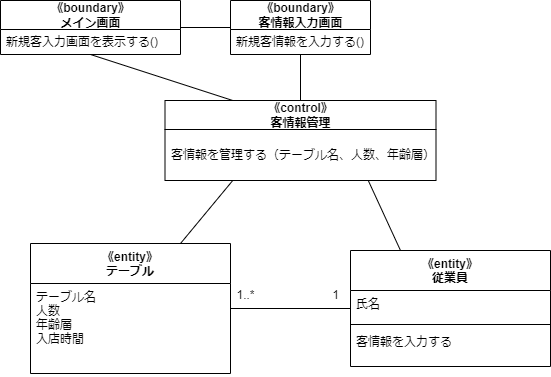 《boundary》
メイン画面
新規客入力画面を表示する()
《boundary》
客情報入力画面
新規客情報を入力する()
《control》
客情報管理
客情報を管理する（テーブル名、人数、年齢層）
《entity》
テーブル
テーブル名
人数
年齢層
入店時間
1..*
1
《entity》
従業員
氏名
客情報を入力する